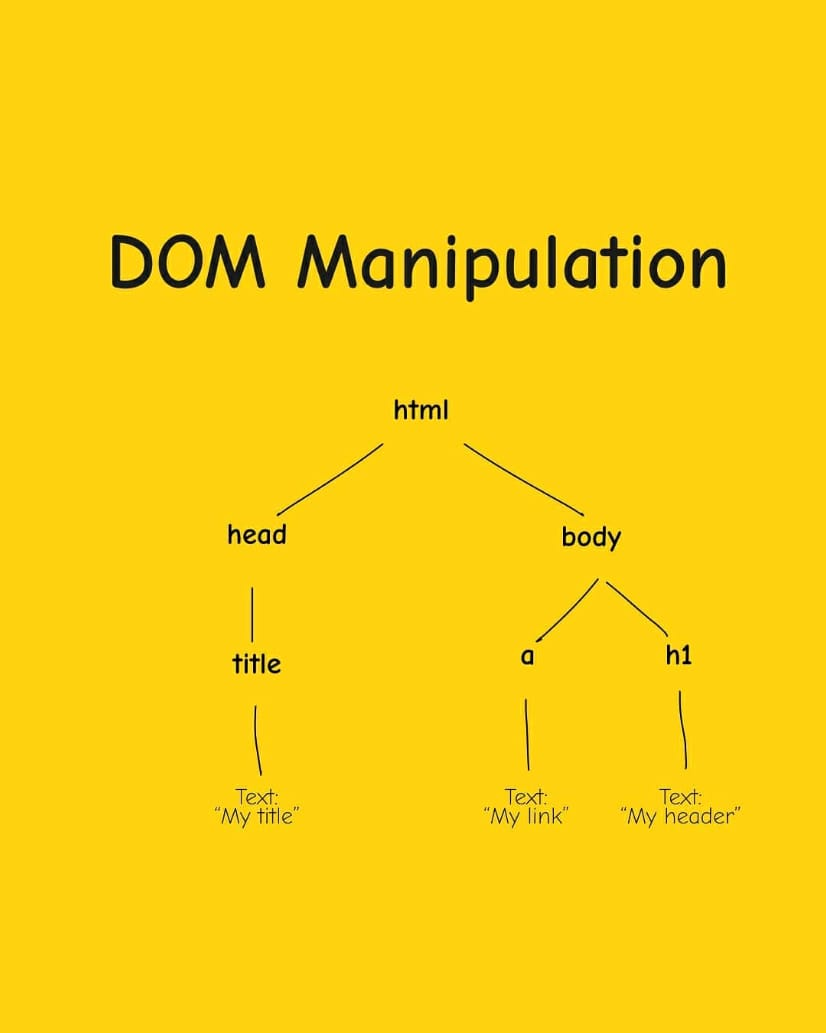 DOM Manipulation
html
head
body
title
a
h1
Text:
“My title”
Text:
“My link”
Text:
“My header”